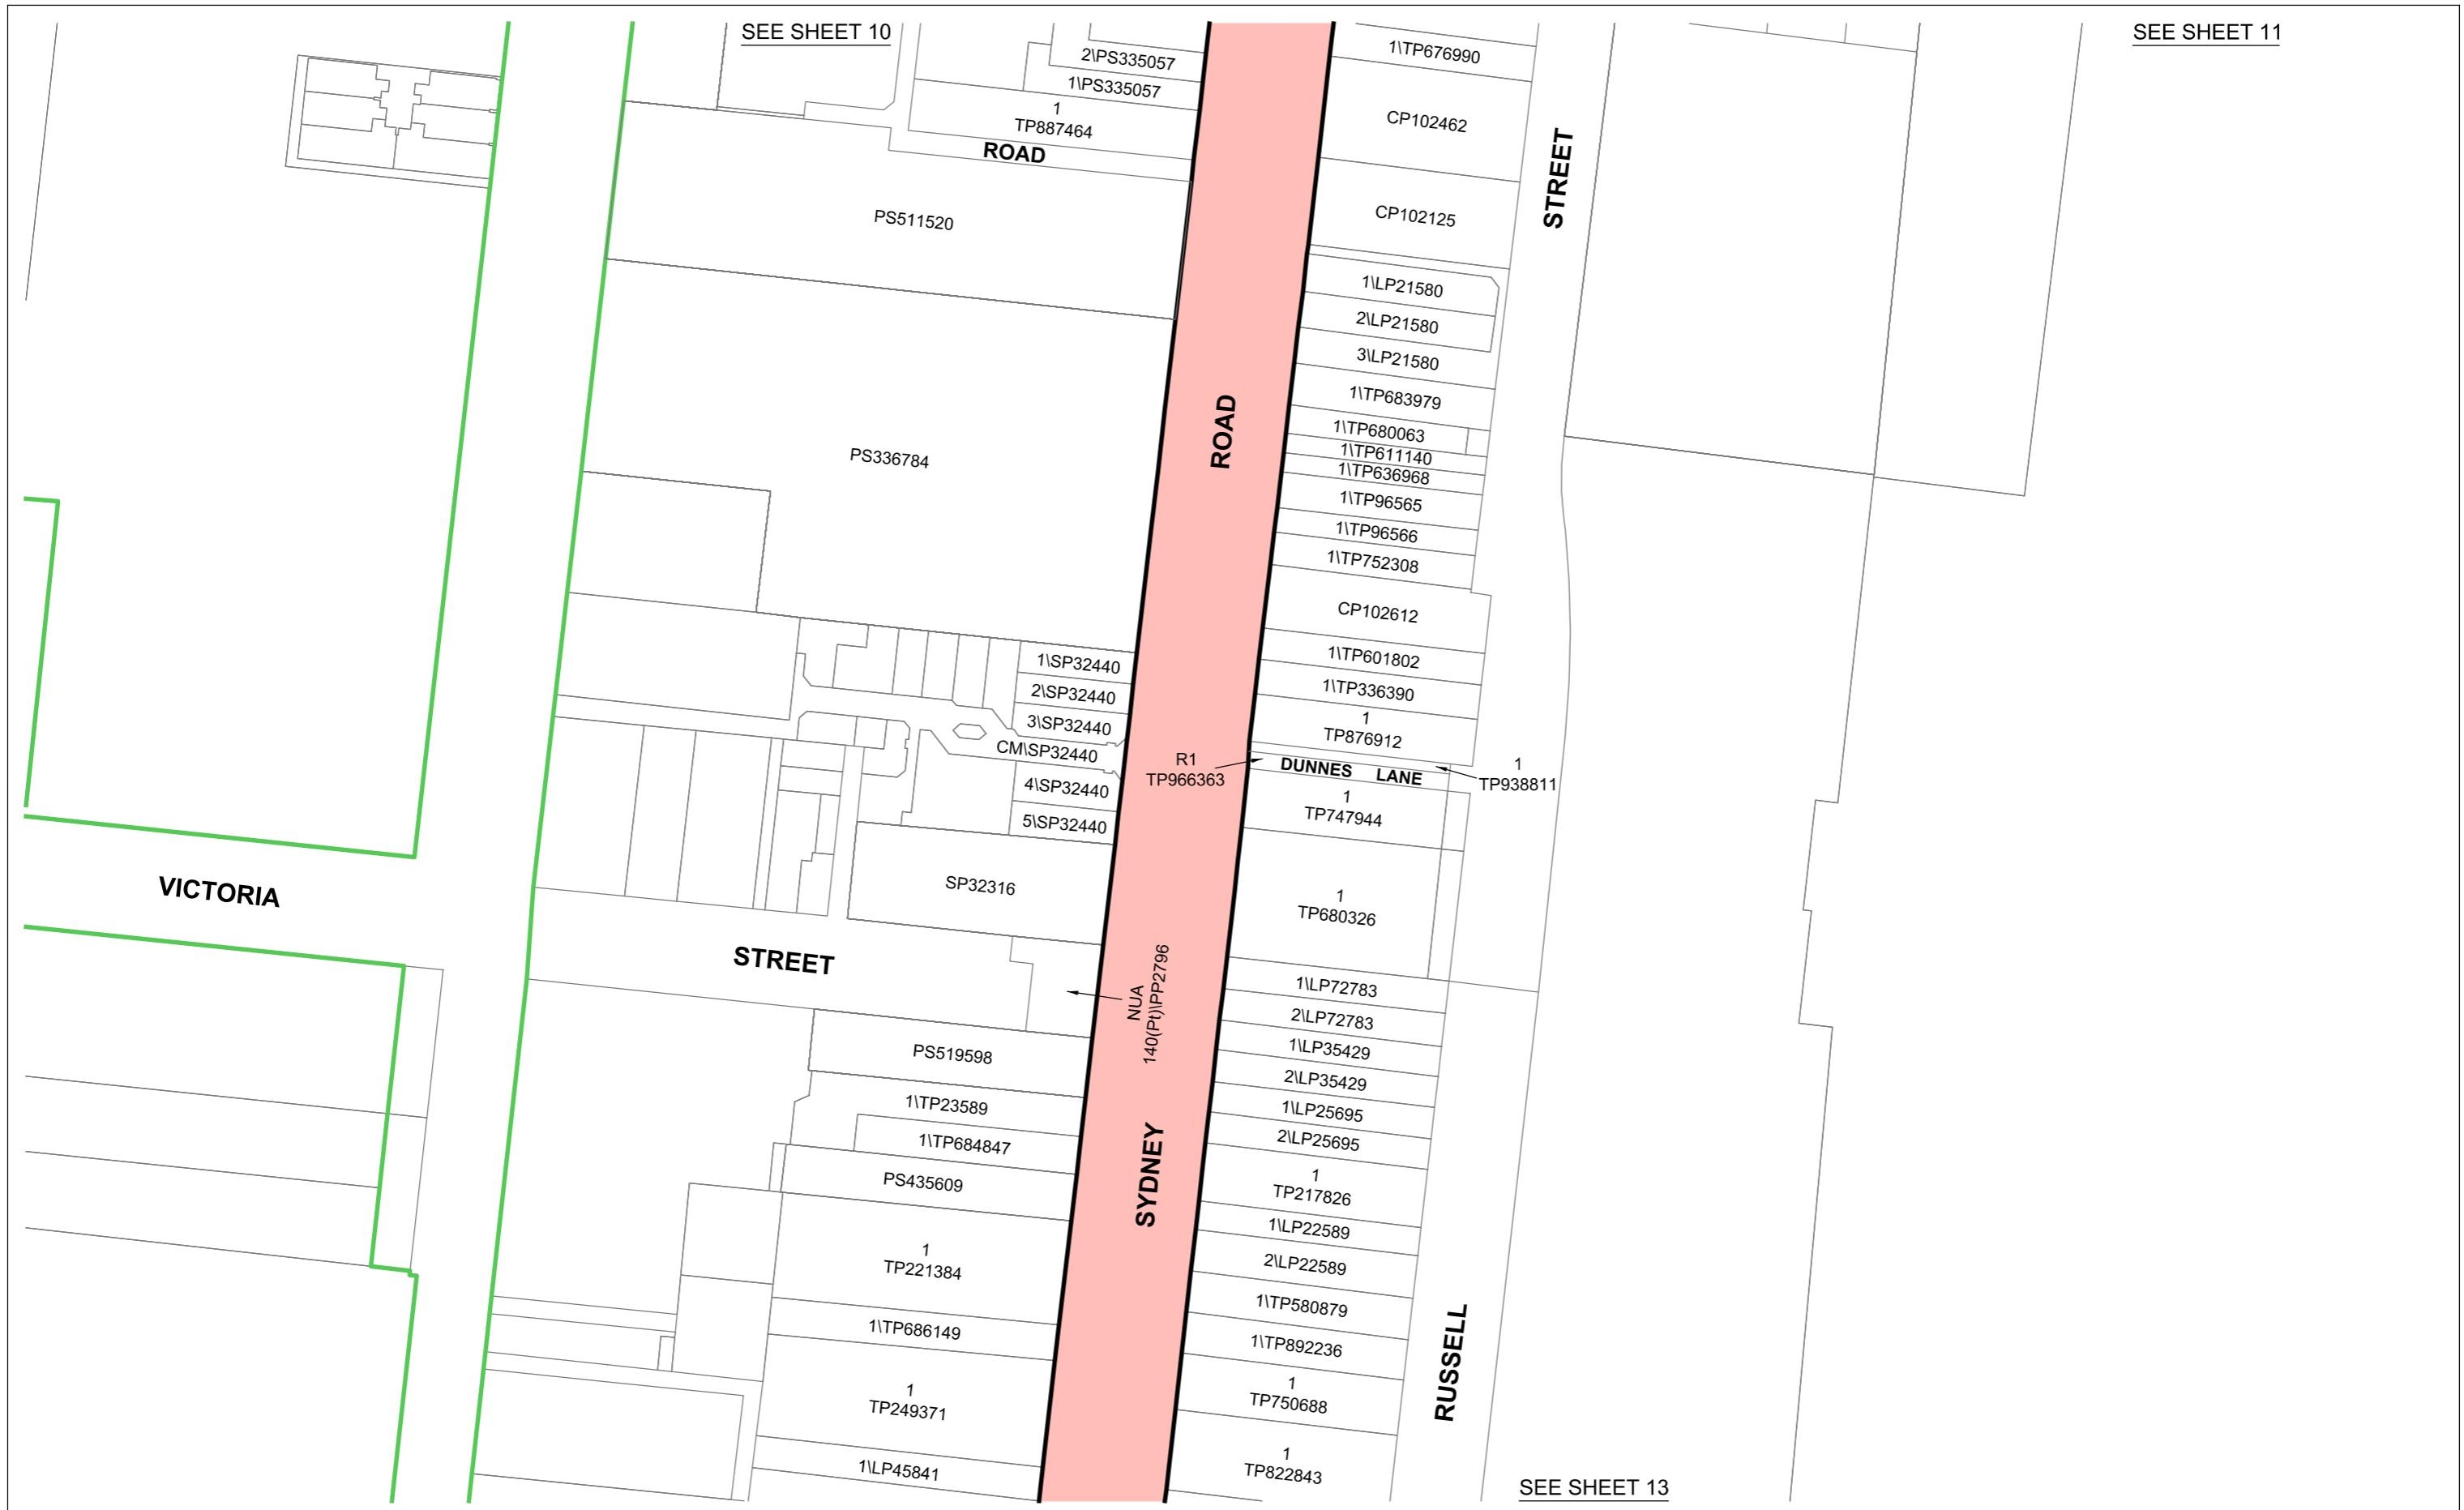 SEE SHEET 10
SEE SHEET 11
2\PS335057
1\PS335057
1
TP887464
ROAD
PS511520
PS336784
1\SP32440
2\SP32440
3\SP32440
CM\SP32440
4\SP32440
5\SP32440
SP32316
VICTORIA
STREET
NUA
140(Pt)\PP2796
PS519598
1\TP23589
1\TP684847
PS435609
1
TP221384
1\TP686149
1
TP249371
1\LP45841
ROAD
R1
TP966363
SYDNEY
1\TP676990
CP102462
STREET
CP102125
1\LP21580
2\LP21580
3\LP21580
1\TP683979
1\TP680063
1\TP611140
1\TP636968
1\TP96565
1\TP96566
1\TP752308
CP102612
1\TP601802
1\TP336390
1
TP876912
DUNNES LANE
1
TP938811
1
TP747944
1
TP680326
1\LP72783
2\LP72783
1\LP35429
2\LP35429
1\LP25695
2\LP25695
1
TP217826
1\LP22589
2\LP22589
1\TP580879
1\TP892236
1
TP750688
1
TP822843
RUSSELL
SEE SHEET 13